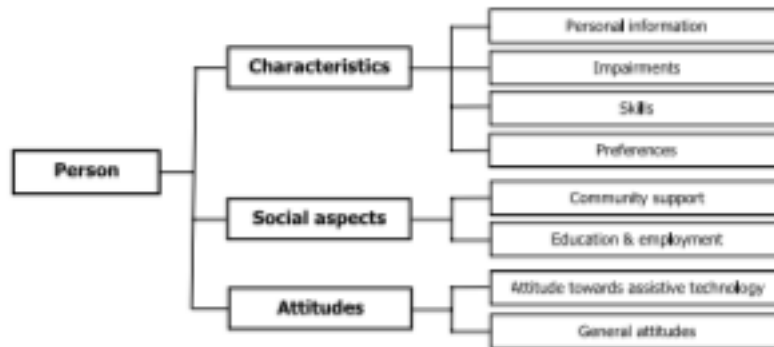 Person
Characteristics
Personal information
Impairments
Skills
Preferences
Social aspects
Community support
Education & employment
Attitudes
Attitude towards assistive technology
General attitudes